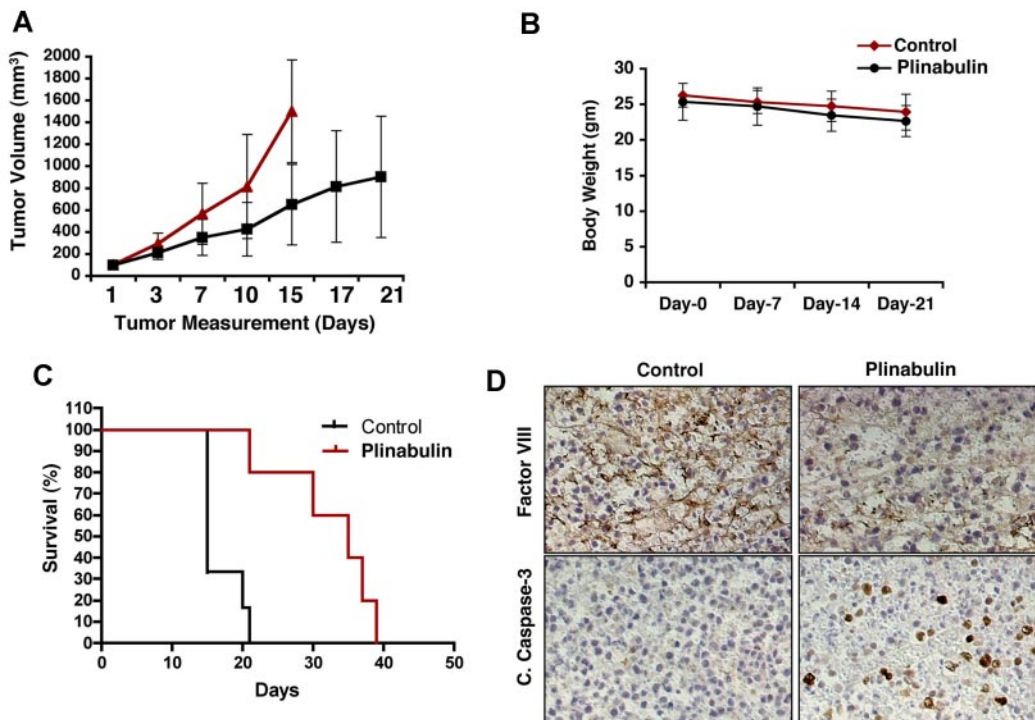 A
Tumor Volume (mm³)
2000
1800
1600
1400
1200
1000
800
600
400
200
0
1 3 7 10 15 17 21
Tumor Measurement (Days)
B
Control
Plinabulin
Body Weight (gm)
30
25
20
15
10
5
0
Day-0 Day-7 Day-14 Day-21
C
Survival (%)
110
100
90
80
70
60
50
40
30
20
10
0
0 10 20 30 40 50
Days
Control
Plinabulin
D
Control Plinabulin
Factor VIII
C. Caspase-3